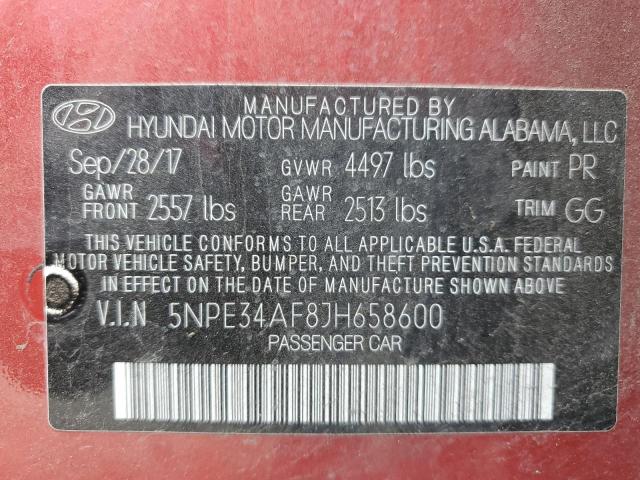 MANUFACTURED BY
HYUNDAI MOTOR MANUFACTURING ALABAMA, LLC
Sep/28/17 GVWR 4497 lbs PAINT PR
GAWR FRONT 2557 lbs GAWR REAR 2513 lbs TRIM GG
THIS VEHICLE CONFORMS TO ALL APPLICABLE U.S.A. FEDERAL
MOTOR VEHICLE SAFETY, BUMPER, AND THEFT PREVENTION STANDARDS
IN EFFECT ON THE DATE OF MANUFACTURE SHOWN ABOVE
V.I.N 5NPE34AF8JH658600
PASSENGER CAR